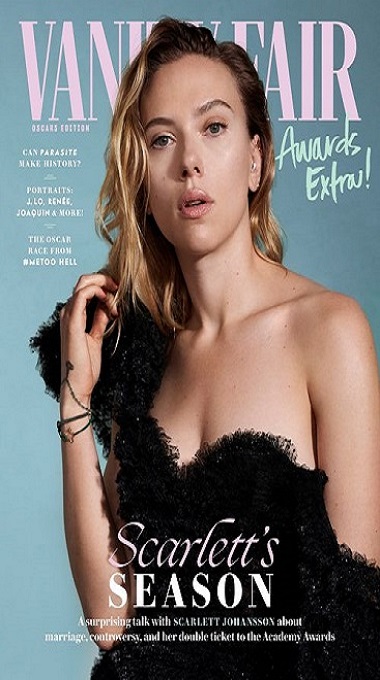 VANITY FAIR
OSCARS EDITION
Awards
Extra!
CAN PARASITE
MAKE HISTORY?
PORTRAITS:
J.LO, RENÉE,
JOAQUIN & MORE!
THE OSCAR
RACE FROM
#METOO HELL
Scarlett's
SEASON
A surprising talk with SCARLETT JOHANSSON about
marriage, controversy, and her double ticket to the Academy Awards